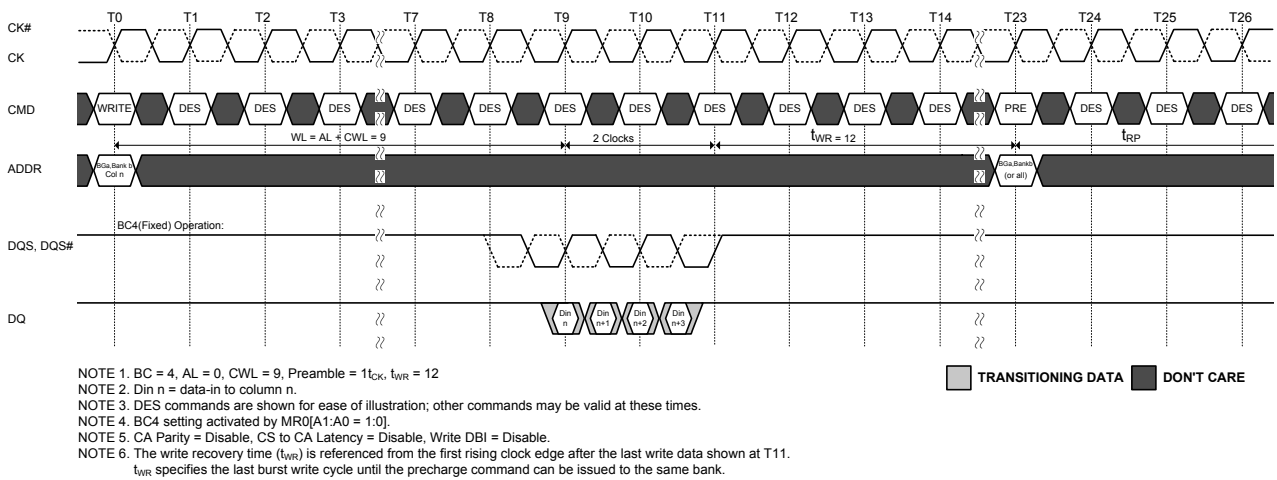 T0 T1 T2 T3 T7 T8 T9 T10 T11 T12 T13 T14 T23 T24 T25 T26
CK#
CK
CMD WRITE DES DES DES DES DES DES DES DES DES DES DES PRE DES DES DES
WL = AL + CWL = 9 2 Clocks tWR = 12 tRP
ADDR
BGa,Bank b
Col n
BGa,Bankb
(or all)
BC4(Fixed) Operation:
DQS, DQS#
DQ
Din
n
Din
n+1
Din
n+2
Din
n+3
NOTE 1. BC = 4, AL = 0, CWL = 9, Preamble = 1tCK, tWR = 12
NOTE 2. Din n = data-in to column n.
NOTE 3. DES commands are shown for ease of illustration; other commands may be valid at these times.
NOTE 4. BC4 setting activated by MR0[A1:A0 = 1:0].
NOTE 5. CA Parity = Disable, CS to CA Latency = Disable, Write DBI = Disable.
NOTE 6. The write recovery time (tWR) is referenced from the first rising clock edge after the last write data shown at T11.
tWR specifies the last burst write cycle until the precharge command can be issued to the same bank.
TRANSITIONING DATA DON'T CARE